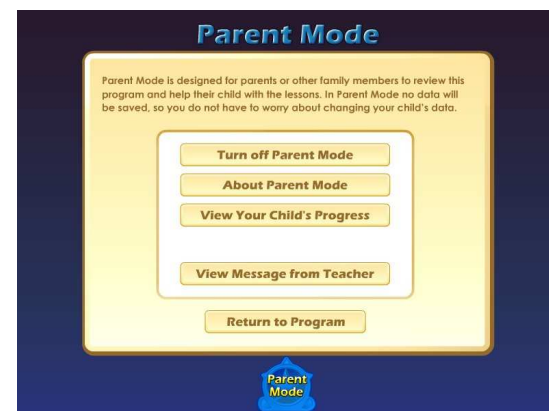 Parent Mode
Parent Mode is designed for parents or other family members to review this
program and help their child with the lessons. In Parent Mode no data will
be saved, so you do not have to worry about changing your child's data.
Turn off Parent Mode
About Parent Mode
View Your Child's Progress
View Message from Teacher
Return to Program
Parent
Mode